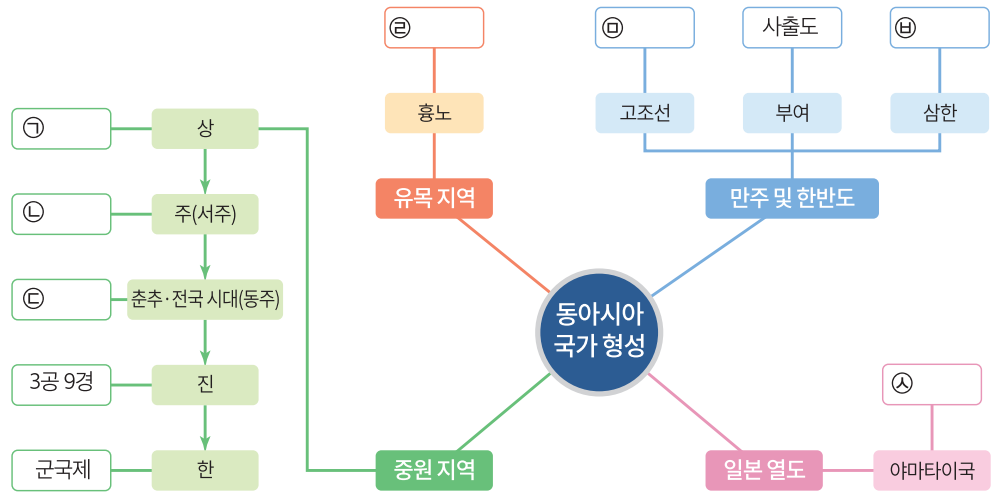 ㉣
㉤
사출도
㉥
흉노
고조선
부여
삼한
㉠
상
유목 지역
만주 및 한반도
㉡
주(서주)
㉢
춘추·전국 시대(동주)
동아시아
국가 형성
3공 9경
진
㉦
군국제
한
중원 지역
일본 열도
야마타이국